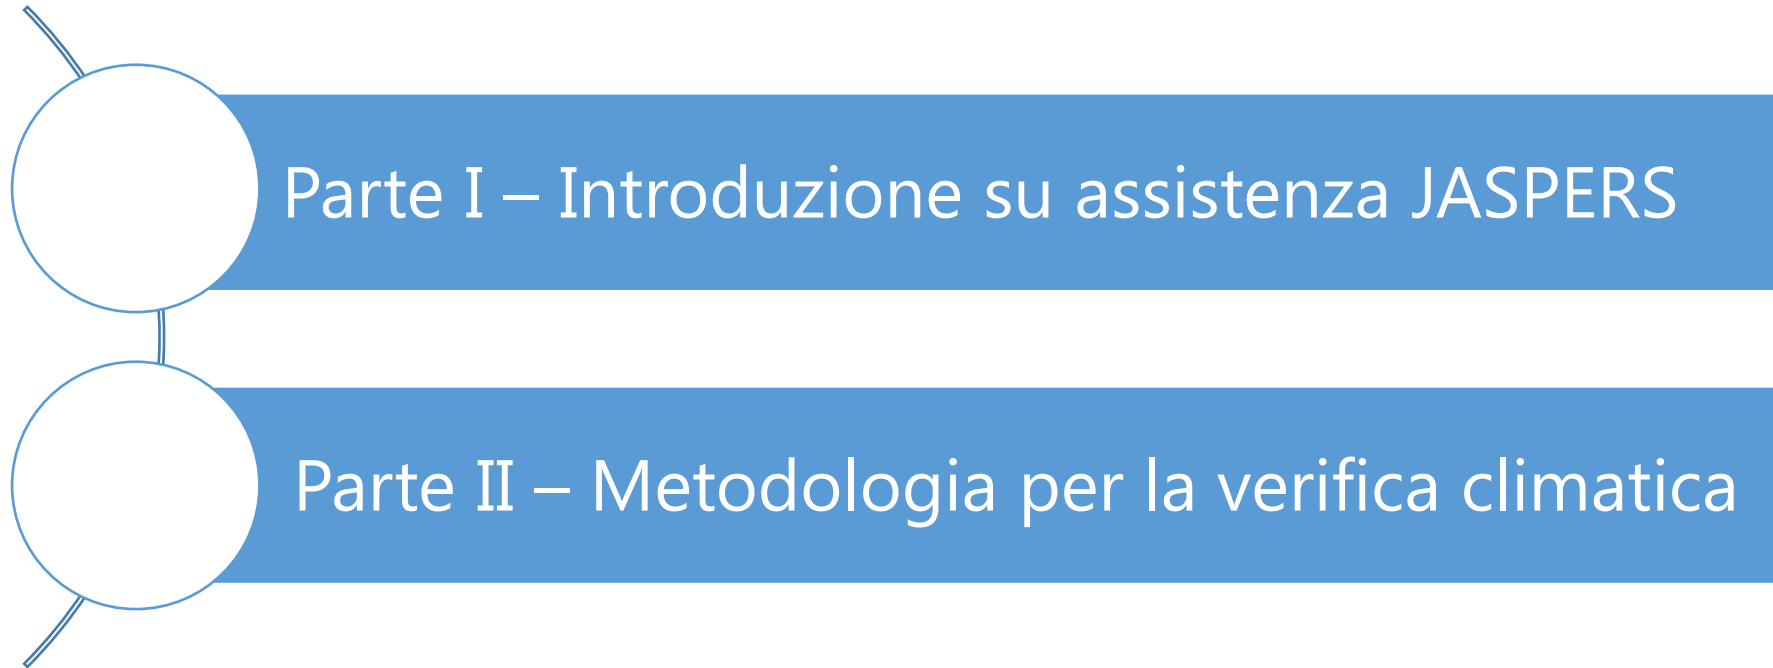 Parte I – Introduzione su assistenza JASPERS
Parte II – Metodologia per la verifica climatica